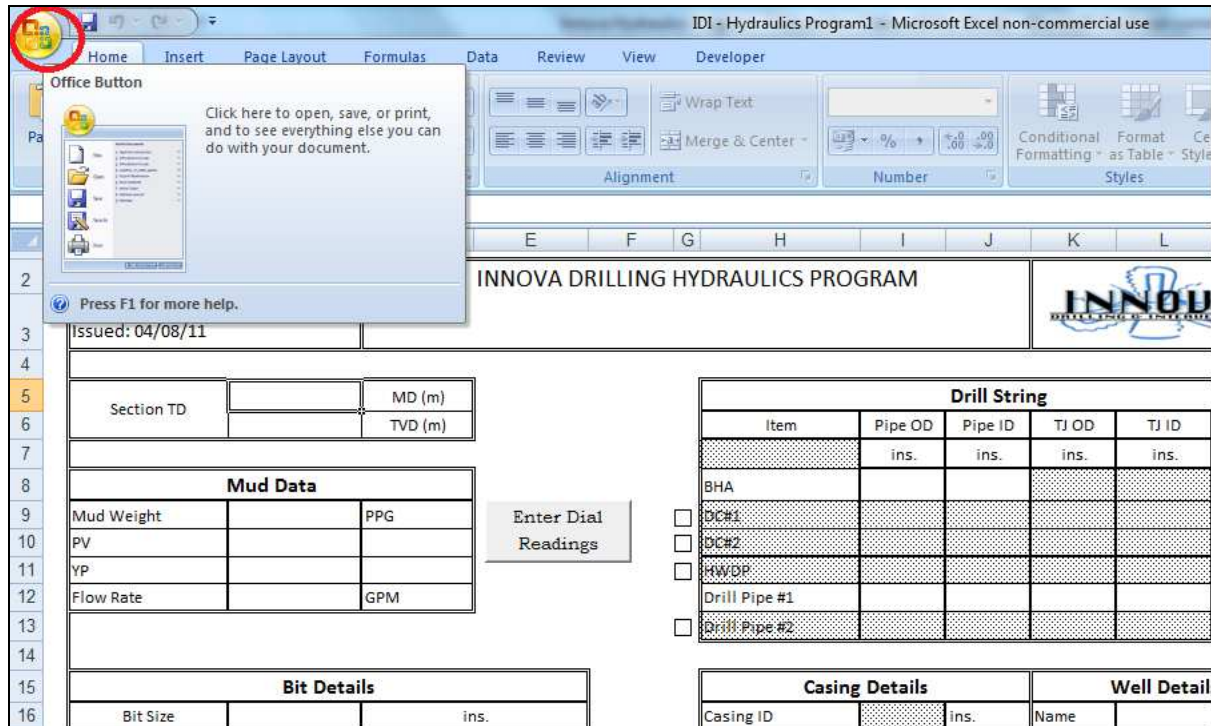 IDI - Hydraulics Program1 - Microsoft Excel non-commercial use
Home Insert Page Layout Formulas Data Review View Developer
Office Button
Click here to open, save, or print,
and to see everything else you can
do with your document.
Press F1 for more help.
Wrap Text
Merge & Center
Conditional Format
Formatting as Table
Alignment Number Styles
E F G H I J K L
2 INNOVA DRILLING HYDRAULICS PROGRAM
3 Issued: 04/08/11
4
5 Section TD MD (m) Drill String
6 TVD (m) Item Pipe OD Pipe ID TJ OD TJ ID
7 ins. ins. ins. ins.
8 Mud Data BHA
9 Mud Weight PPG Enter Dial DC#1
10 PV Readings DC#2
11 YP HWDP
12 Flow Rate GPM Drill Pipe #1
13 Drill Pipe #2
14
15 Bit Details Casing Details Well Details
16 Bit Size ins. Casing ID ins. Name